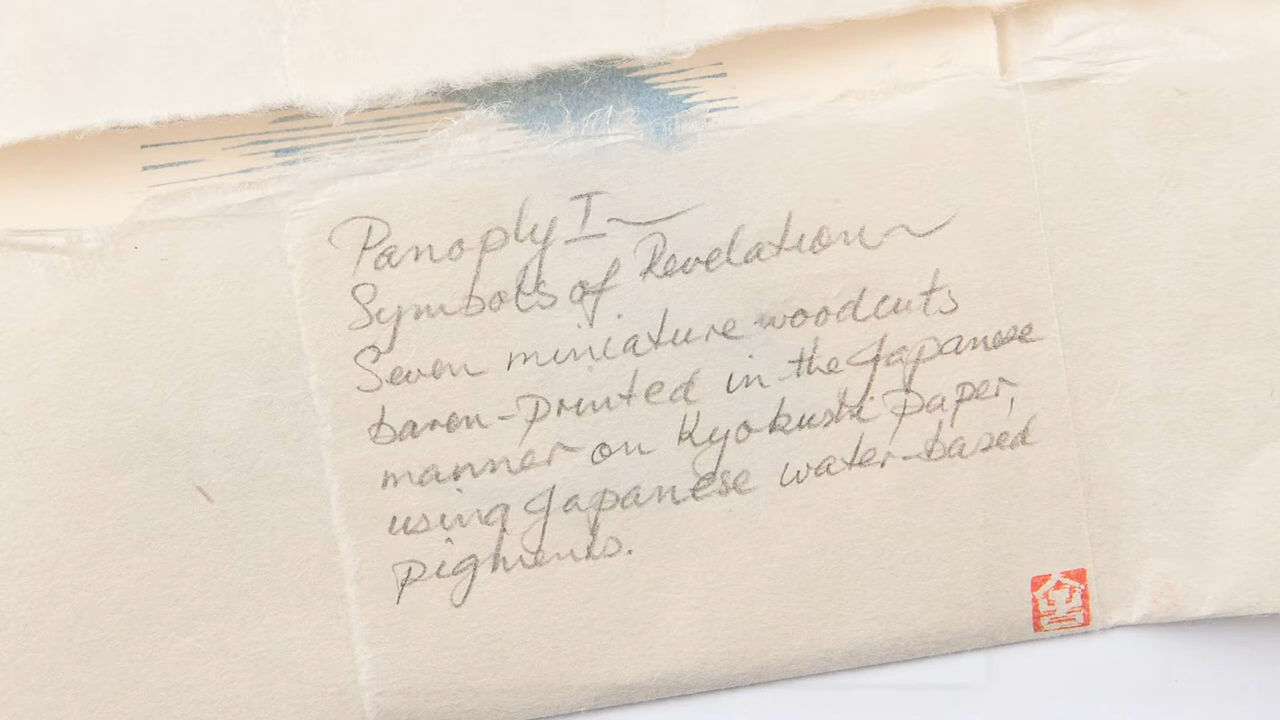 Panoply I
Symbols of Revelation
Seven miniature woodcuts
baren-printed in the Japanese
manner on Kyokushi paper,
using Japanese water-based
pigments.